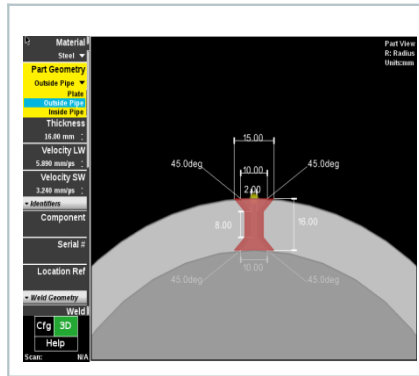 Material
Steel
Part Geometry
Outside Pipe
Plate
Outside Pipe
Inside Pipe
Thickness
16.00 mm
Velocity LW
5.890 mm/µs
Velocity SW
3.240 mm/µs
Identifiers
Component
Serial #
Location Ref
Weld Geometry
Weld
Cfg 3D
Help
Scan: N/A
Part View
R: Radius
Units:mm
15.00
45.0deg 10.00 45.0deg
2.00
8.00 16.00
45.0deg 10.00 45.0deg